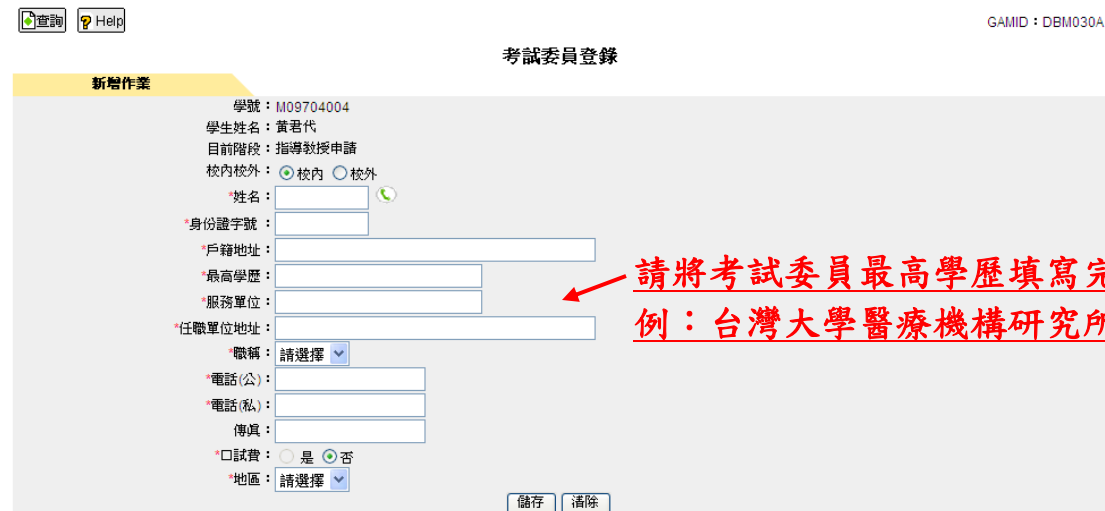 查詢 Help GAMID：DBM030A
考試委員登錄
新增作業
學號：M09704004
學生姓名：黃君代
目前階段：指導教授申請
校內校外：校內 校外
*姓名：
*身份證字號：
*戶籍地址：
*最高學歷：
*服務單位：
*任職單位地址：
*職稱：請選擇
*電話(公)：
*電話(私)：
傳真：
*口試費：是 否
*地區：請選擇
儲存 清除
請將考試委員最高學歷填寫完
例：台灣大學醫療機構研究所